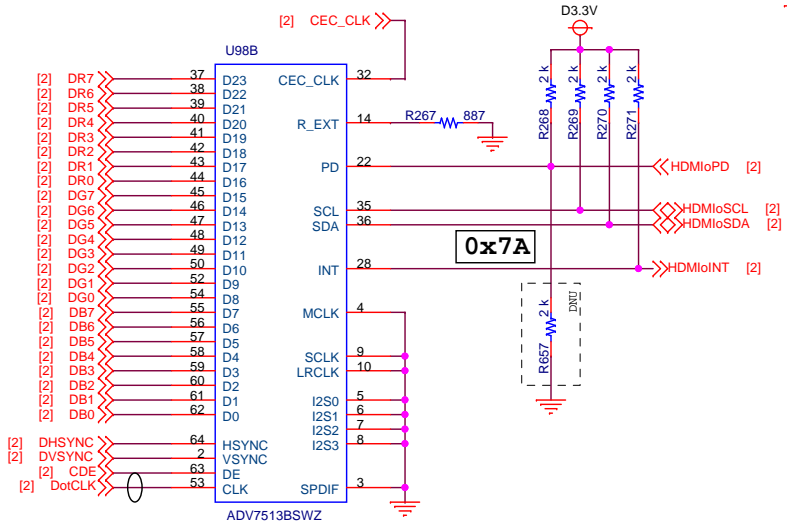 D3.3V
[2] CEC_CLK
U98B
[2] DR7 37 D23 CEC_CLK 32
[2] DR6 38 D22
[2] DR5 39 D21
[2] DR4 40 D20 R_EXT 14 R267 887
[2] DR3 41 D19
[2] DR2 42 D18
[2] DR1 43 D17 PD 22 HDMIoPD [2]
[2] DR0 44 D16
[2] DG7 45 D15
[2] DG6 46 D14 SCL 35 HDMIoSCL [2]
[2] DG5 47 D13 SDA 36 HDMIoSDA [2]
[2] DG4 48 D12
[2] DG3 49 D11
[2] DG2 50 D10 INT 28 HDMIoINT [2]
[2] DG1 52 D9
[2] DG0 54 D8
[2] DB7 55 D7 MCLK 4
[2] DB6 56 D6
[2] DB5 57 D5
[2] DB4 58 D4 SCLK 9
[2] DB3 59 D3 LRCLK 10
[2] DB2 60 D2
[2] DB1 61 D1 I2S0 5
[2] DB0 62 D0 I2S1 6
I2S2 7
[2] DHSYNC 64 HSYNC I2S3 8
[2] DVSYNC 2 VSYNC
[2] CDE 63 DE
[2] DotCLK 53 CLK SPDIF 3
ADV7513BSWZ
R268 2 k
R269 2 k
R270 2 k
R271 2 k
0x7A
R657 2 k
DNU